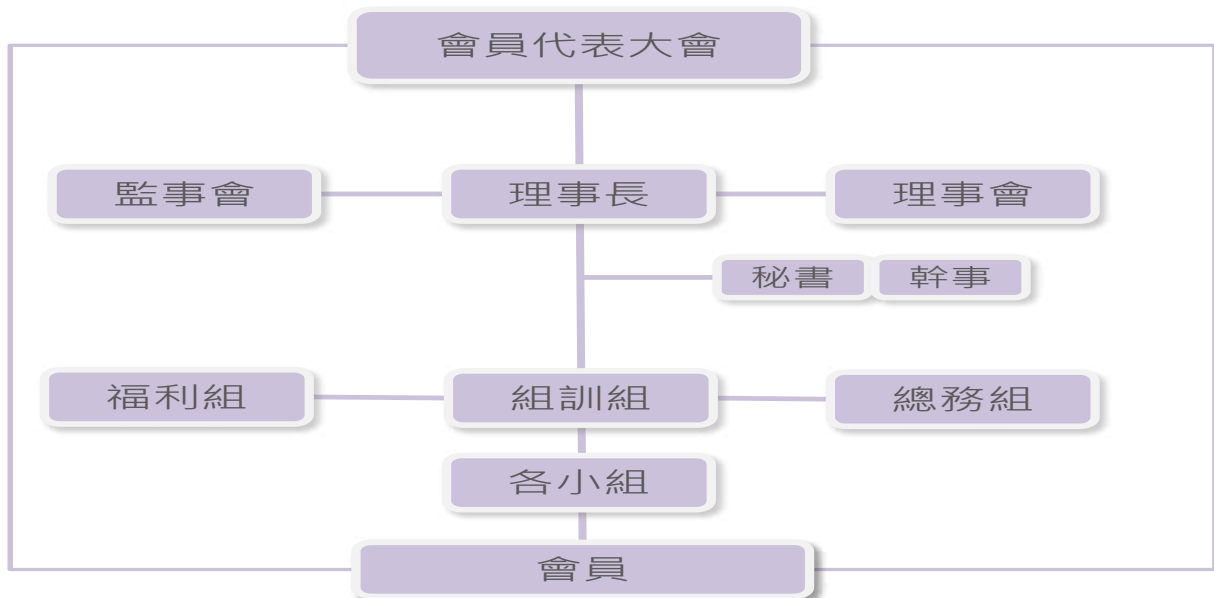 會員代表大會
監事會
理事長
理事會
秘書
幹事
福利組
組訓組
總務組
各小組
會員